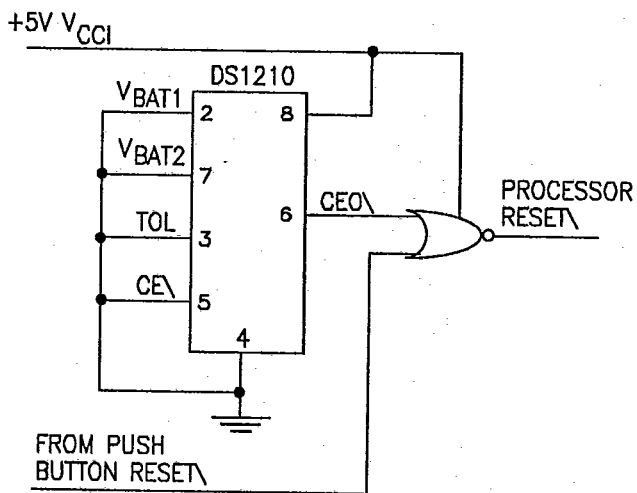 +5V VCCI
DS1210
VBAT1
2
8
VBAT2
7
CEO\
6
PROCESSOR
RESET\
TOL
3
CE\
5
4
FROM PUSH
BUTTON RESET\